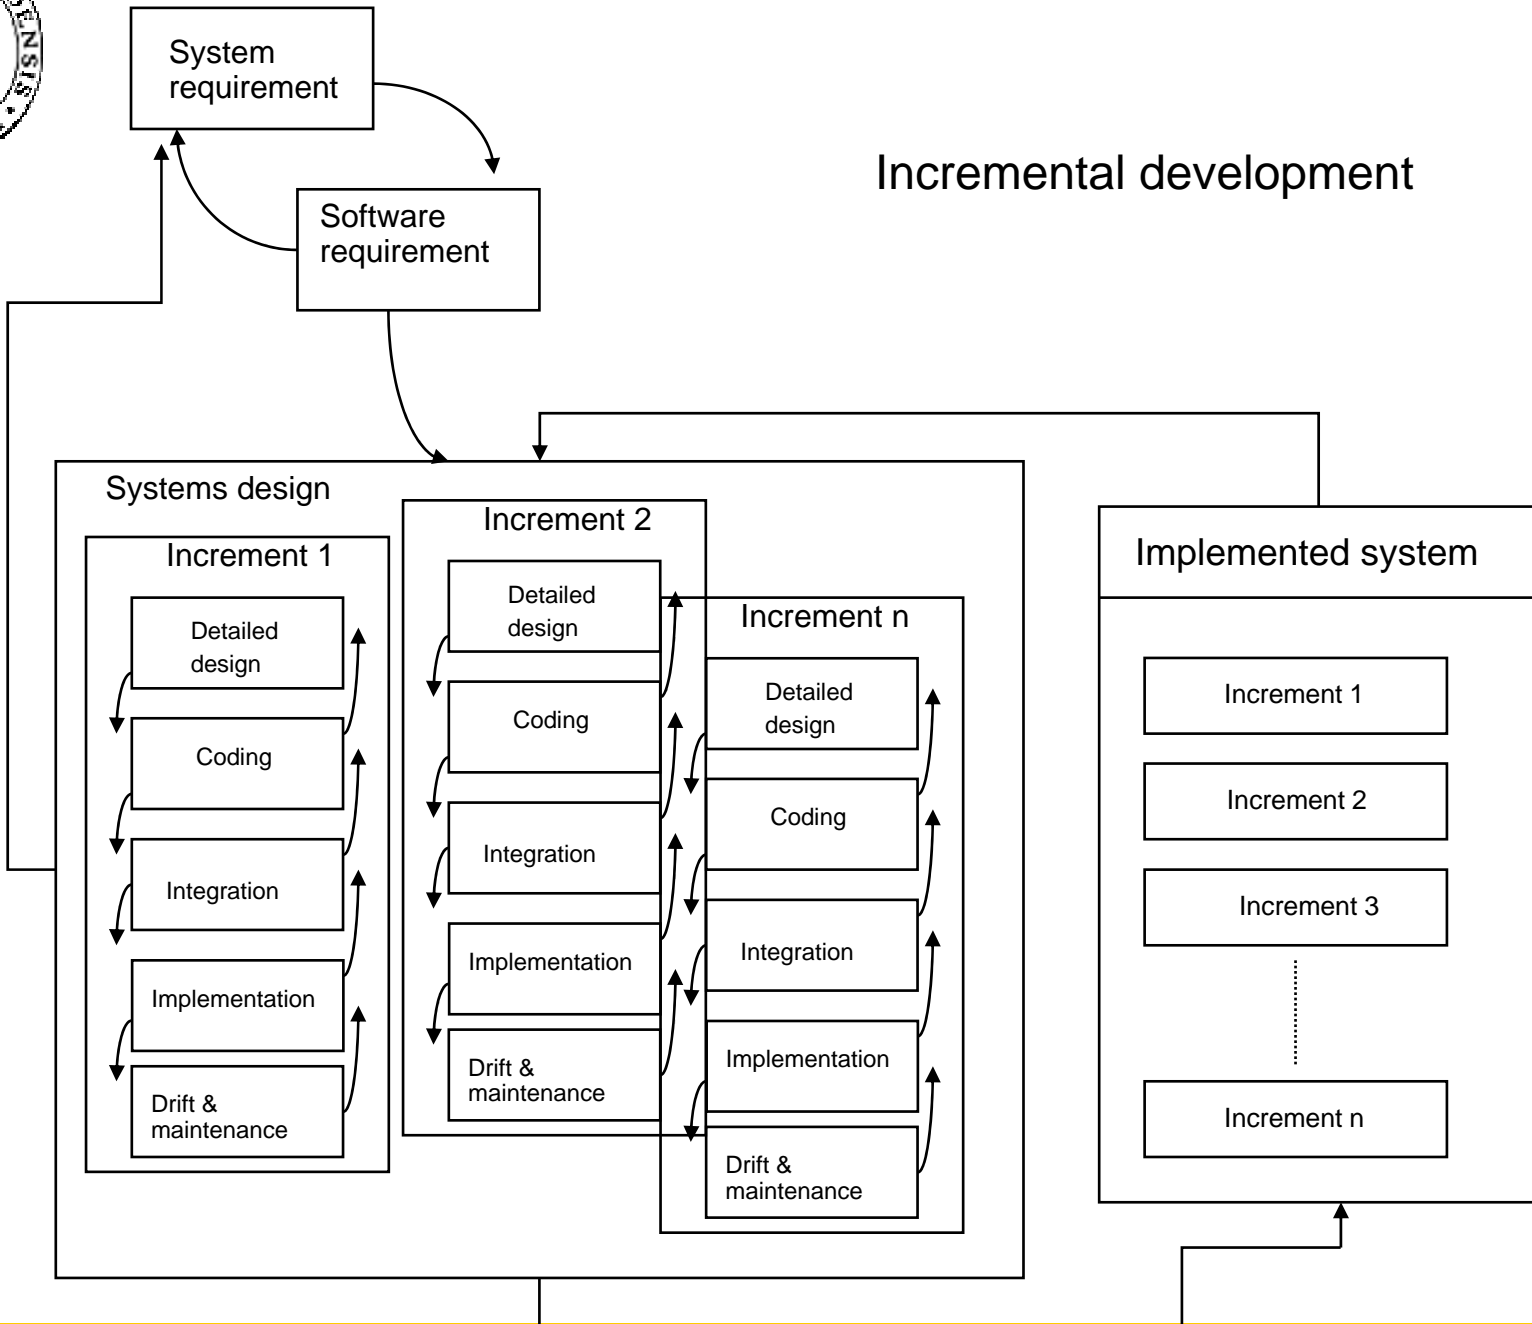 ENSIS
System
requirement
Incremental development
Software
requirement
Systems design
Increment 1
Detailed
design
Coding
Integration
Implementation
Drift &
maintenance
Increment 2
Detailed
design
Coding
Integration
Implementation
Drift &
maintenance
Increment n
Detailed
design
Coding
Integration
Implementation
Drift &
maintenance
Implemented system
Increment 1
Increment 2
Increment 3
Increment n